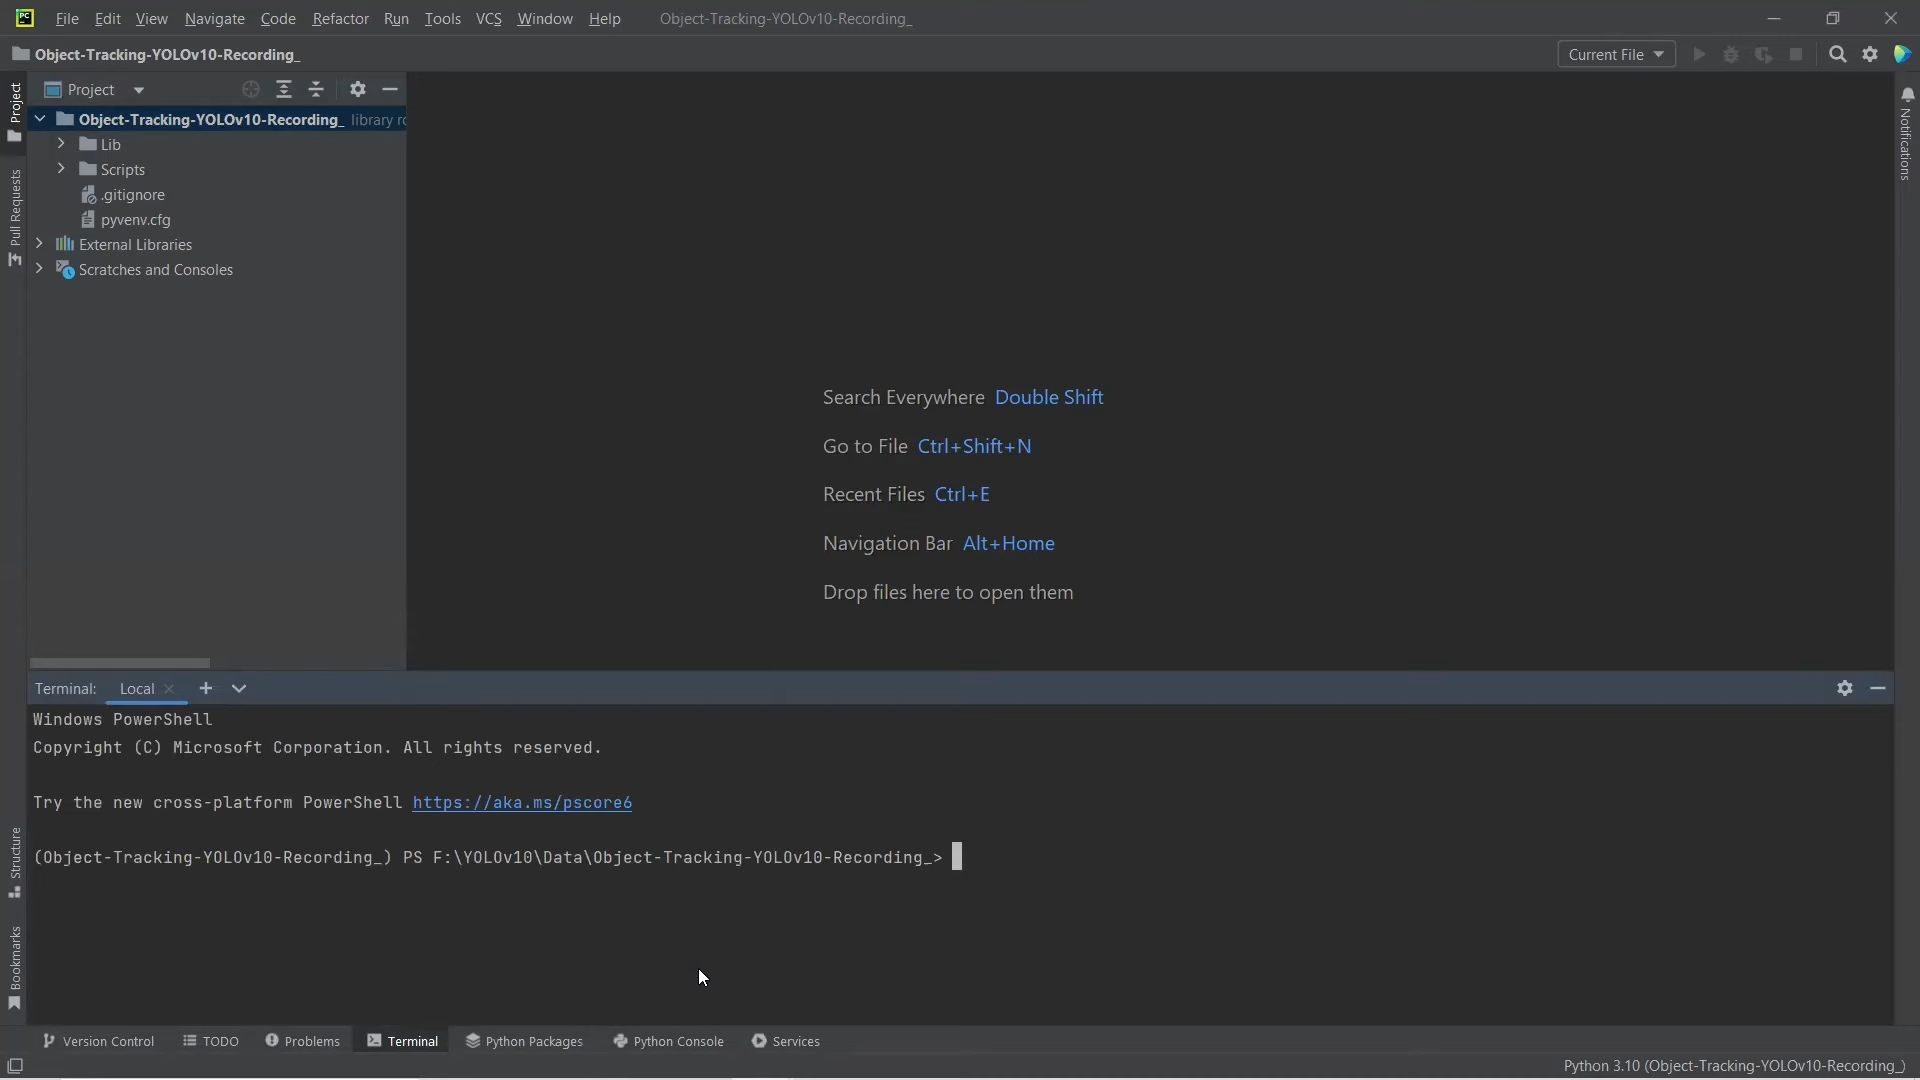 PC
File Edit View Navigate Code Refactor Run Tools VCS Window Help Object-Tracking-YOLOv10-Recording_
Object-Tracking-YOLOv10-Recording_ Current File
Project
Object-Tracking-YOLOv10-Recording_ library
Lib
Scripts
.gitignore
pyvenv.cfg
External Libraries
Scratches and Consoles
Project
Pull Requests
Structure
Bookmarks
Notifications
Search Everywhere Double Shift
Go to File Ctrl+Shift+N
Recent Files Ctrl+E
Navigation Bar Alt+Home
Drop files here to open them
Terminal: Local
Windows PowerShell
Copyright (C) Microsoft Corporation. All rights reserved.
Try the new cross-platform PowerShell https://aka.ms/pscore6
(Object-Tracking-YOLOv10-Recording_) PS F:\YOLOv10\Data\Object-Tracking-YOLOv10-Recording_>
Version Control TODO Problems Terminal Python Packages Python Console Services
Python 3.10 (Object-Tracking-YOLOv10-Recording_)